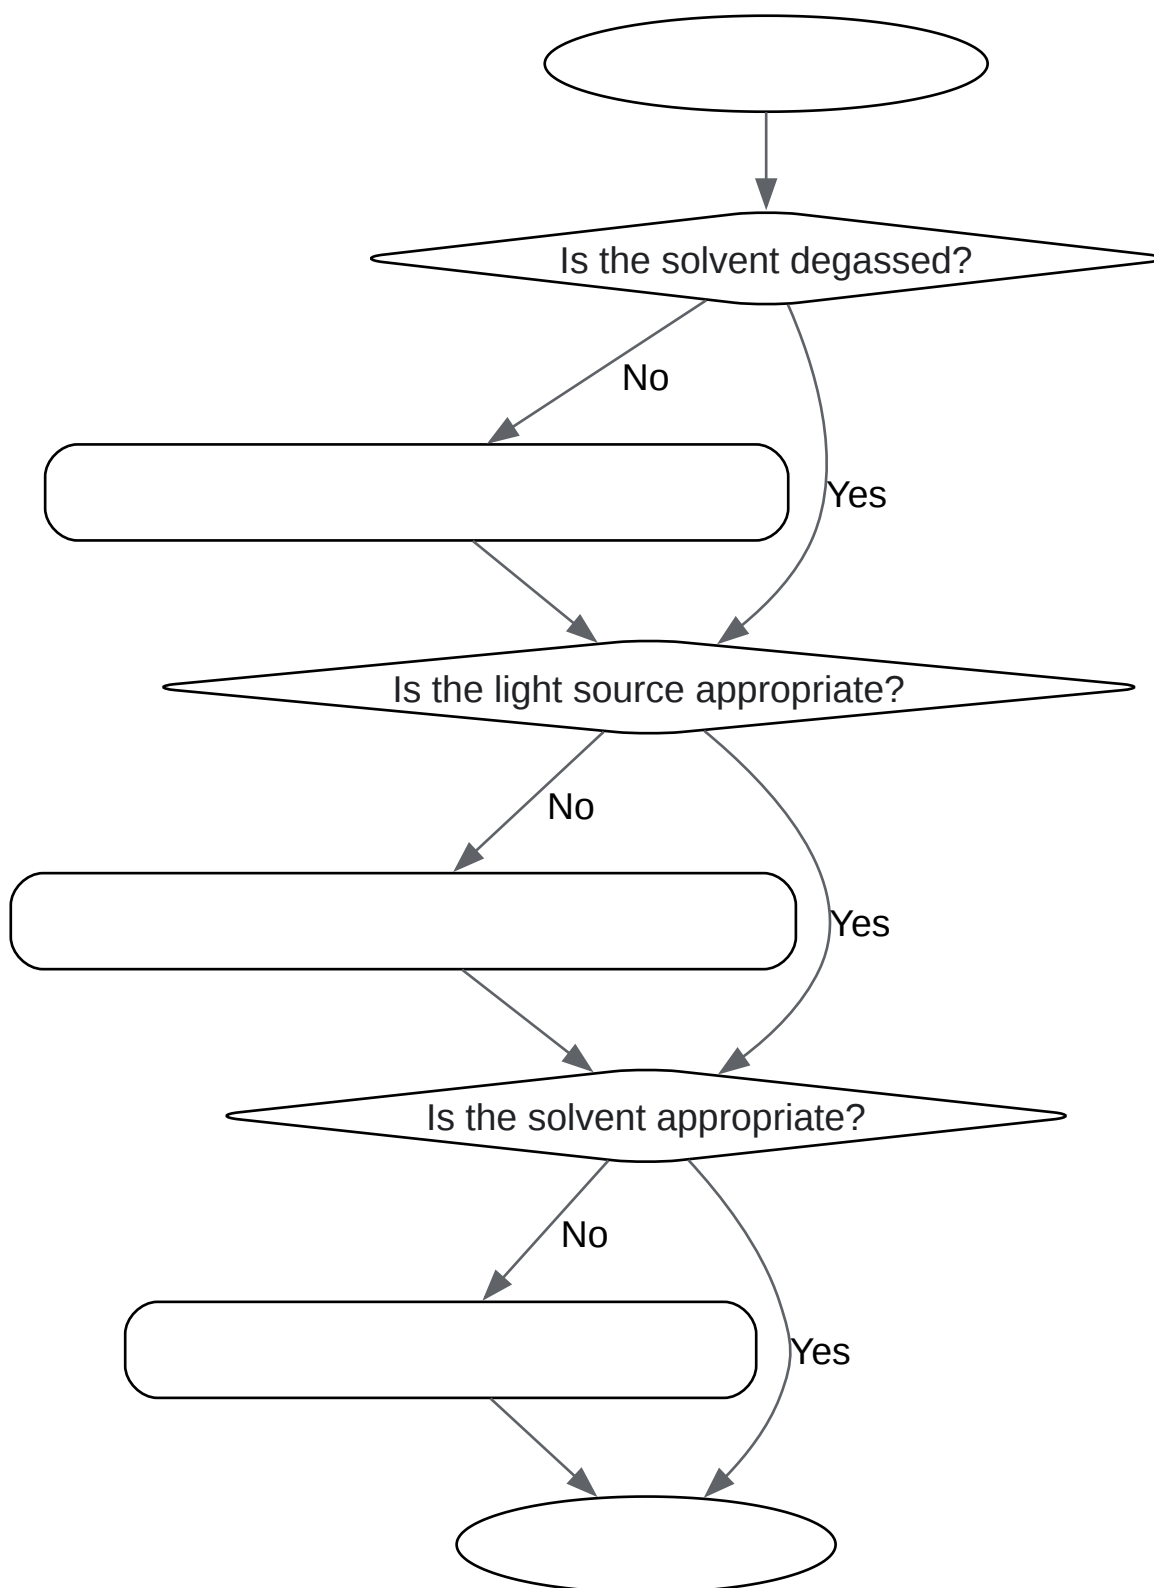 Is the solvent degassed?
No
Yes
Is the light source appropriate?
No
Yes
Is the solvent appropriate?
No
Yes